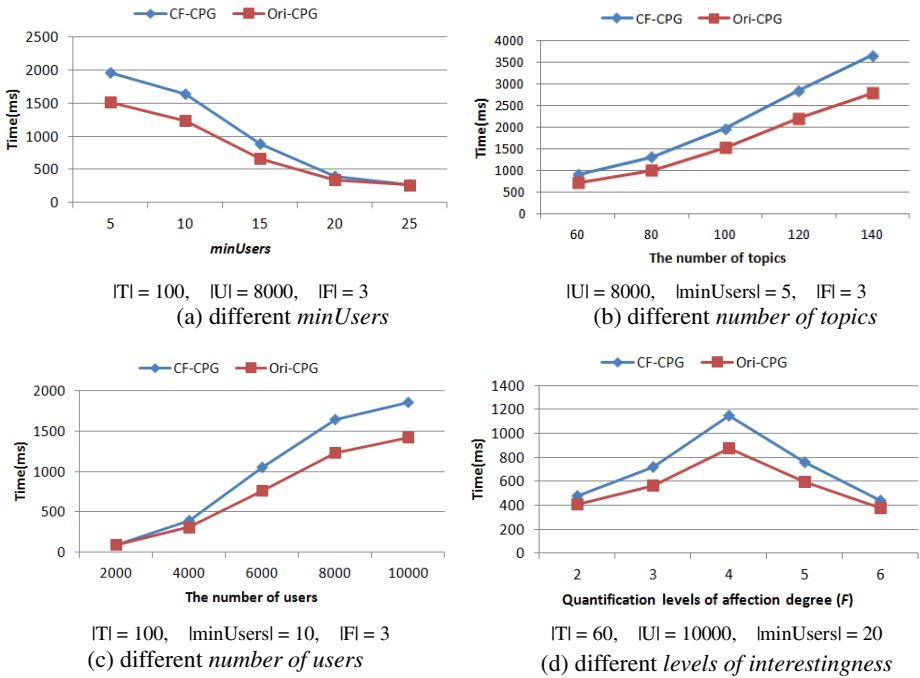 CF-CPG Ori-CPG
2500
2000
1500
1000
500
0
Time(ms)
5 10 15 20 25
minUsers
|T| = 100, |U| = 8000, |F| = 3
(a) different minUsers
CF-CPG Ori-CPG
4000
3500
3000
2500
2000
1500
1000
500
0
Time(ms)
60 80 100 120 140
The number of topics
|U| = 8000, |minUsers| = 5, |F| = 3
(b) different number of topics
CF-CPG Ori-CPG
2000
1500
1000
500
0
Time(ms)
2000 4000 6000 8000 10000
The number of users
|T| = 100, |minUsers| = 10, |F| = 3
(c) different number of users
CF-CPG Ori-CPG
1400
1200
1000
800
600
400
200
0
Time(ms)
2 3 4 5 6
Quantification levels of affection degree (F)
|T| = 60, |U| = 10000, |minUsers| = 20
(d) different levels of interestingness